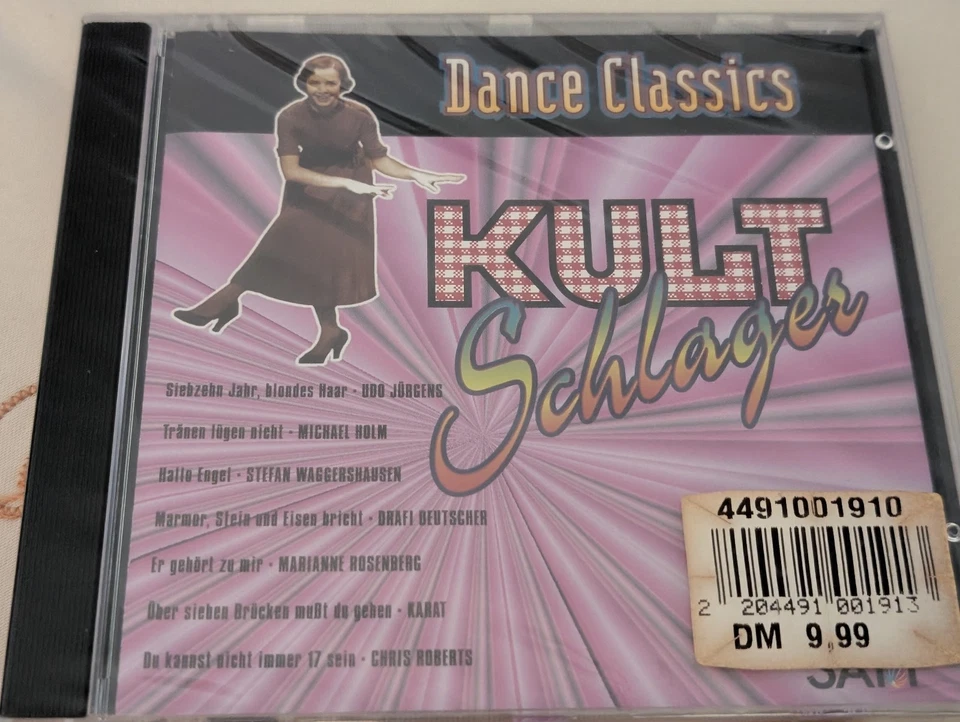 Dance Classics
KULT
Schlager
Siebzehn Jahr, blondes Haar · UDO JÜRGENS
Tränen lügen nicht · MICHAEL HOLM
Hallo Engel · STEFAN WAGGERSHAUSEN
Marmor, Stein und Eisen bricht · DRAFI DEUTSCHER
Er gehört zu mir · MARIANNE ROSENBERG
Über sieben Brücken mußt du gehen · KARAT
Du kannst nicht immer 17 sein · CHRIS ROBERTS
4491001910
2 204491 001913
DM 9,99